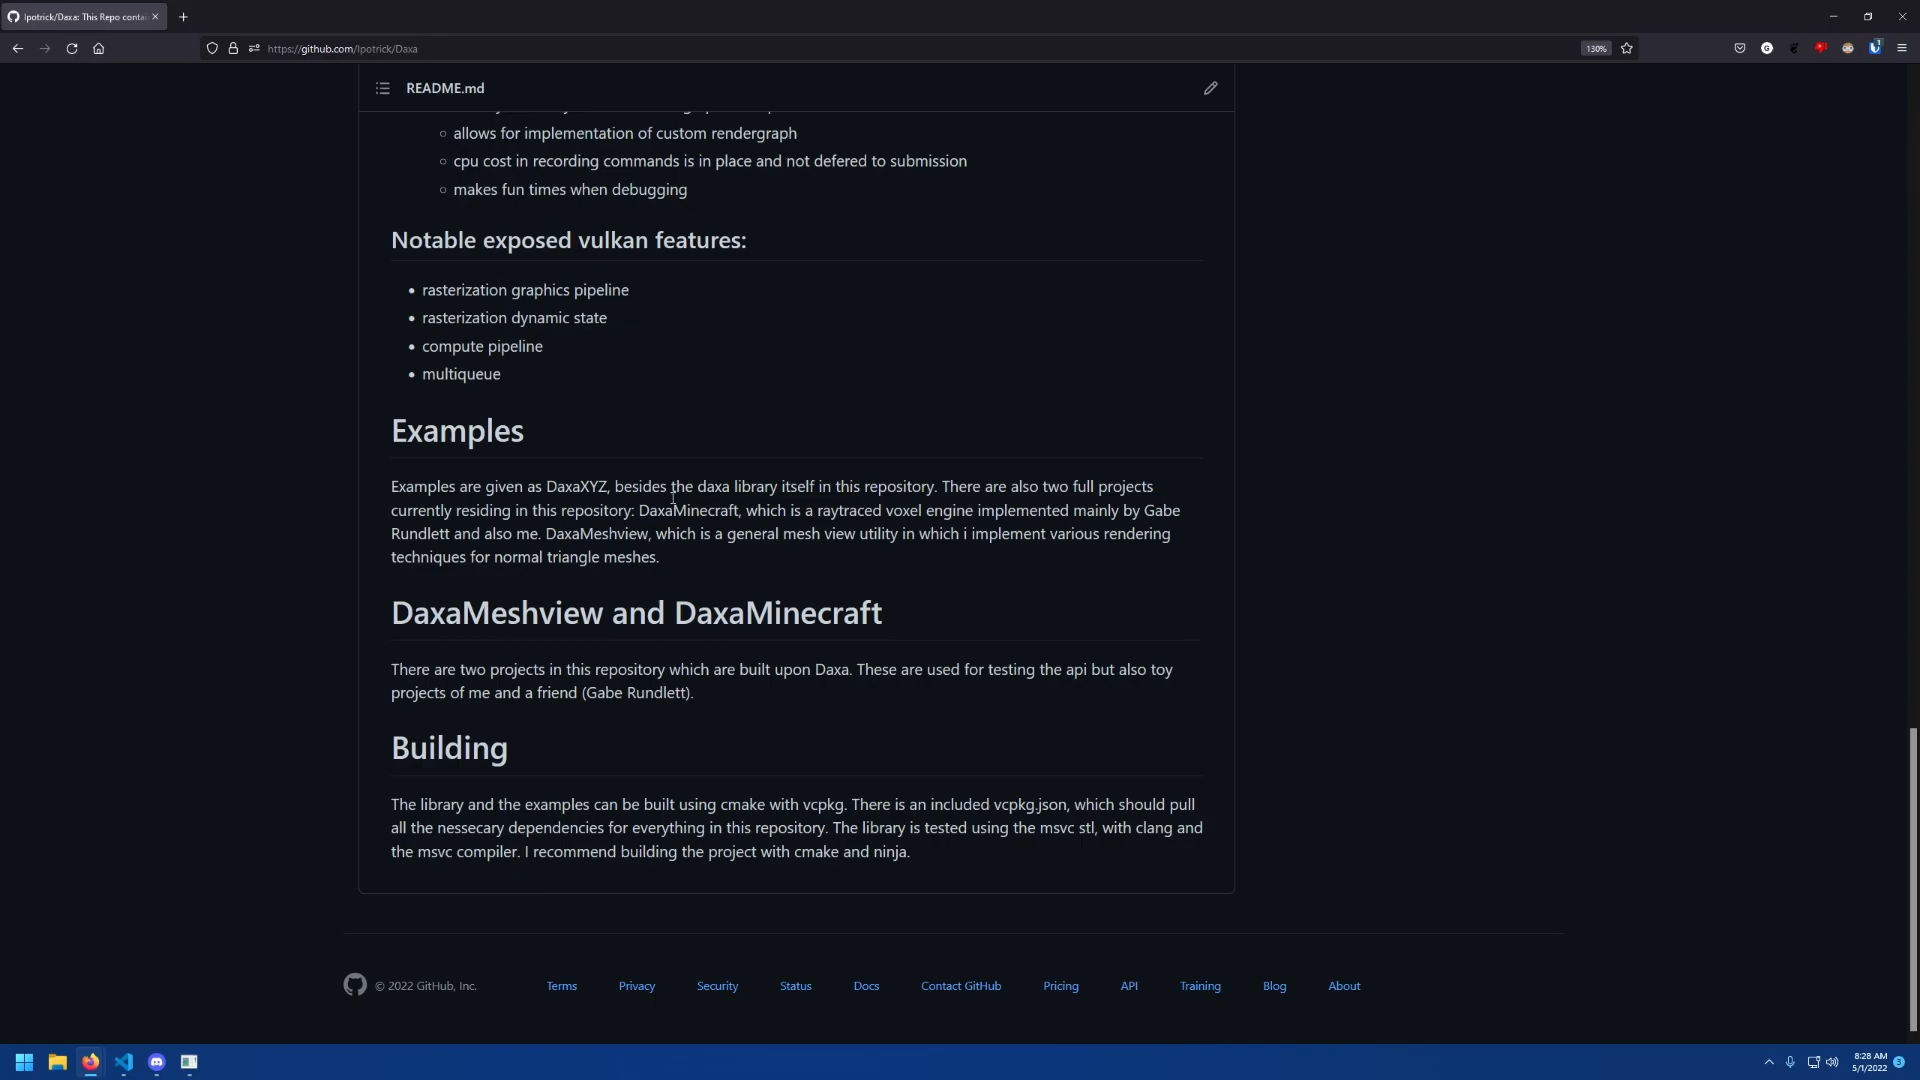 Ipotrick/Daxa: This Repo conta
https://github.com/Ipotrick/Daxa
130%
README.md
allows for implementation of custom rendergraph
cpu cost in recording commands is in place and not defered to submission
makes fun times when debugging
Notable exposed vulkan features:
rasterization graphics pipeline
rasterization dynamic state
compute pipeline
multiqueue
Examples
Examples are given as DaxaXYZ, besides the daxa library itself in this repository. There are also two full projects
currently residing in this repository: DaxaMinecraft, which is a raytraced voxel engine implemented mainly by Gabe
Rundlett and also me. DaxaMeshview, which is a general mesh view utility in which i implement various rendering
techniques for normal triangle meshes.
DaxaMeshview and DaxaMinecraft
There are two projects in this repository which are built upon Daxa. These are used for testing the api but also toy
projects of me and a friend (Gabe Rundlett).
Building
The library and the examples can be built using cmake with vcpkg. There is an included vcpkg.json, which should pull
all the nessecary dependencies for everything in this repository. The library is tested using the msvc stl, with clang and
the msvc compiler. I recommend building the project with cmake and ninja.
© 2022 GitHub, Inc. Terms Privacy Security Status Docs Contact GitHub Pricing API Training Blog About
8:28 AM
5/1/2022
3